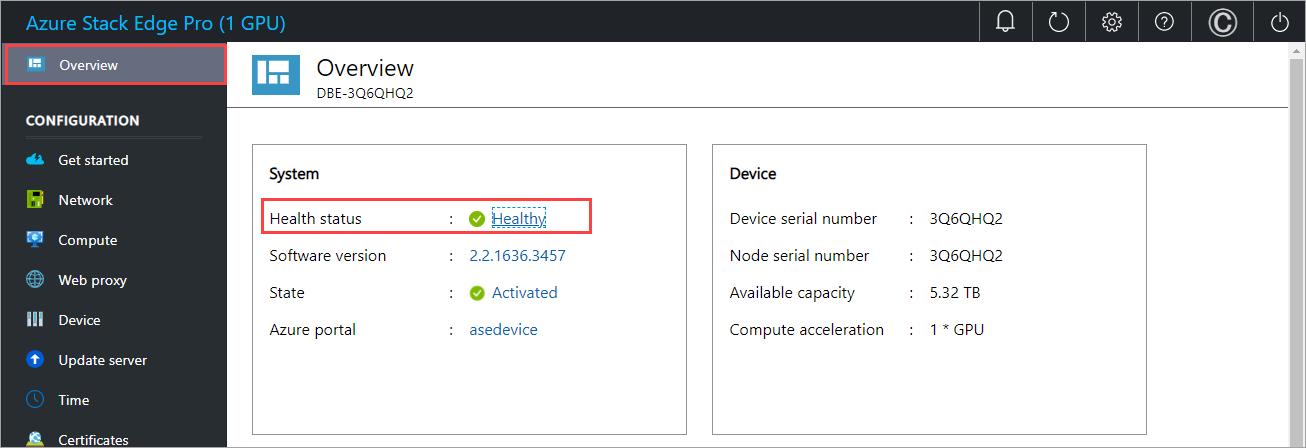 Azure Stack Edge Pro (1 GPU)
Overview
CONFIGURATION
Get started
Network
Compute
Web proxy
Device
Update server
Time
Certificates
Overview
DBE-3Q6QHQ2
System
Health status : Healthy
Software version : 2.2.1636.3457
State : Activated
Azure portal : asedevice
Device
Device serial number : 3Q6QHQ2
Node serial number : 3Q6QHQ2
Available capacity : 5.32 TB
Compute acceleration : 1 * GPU